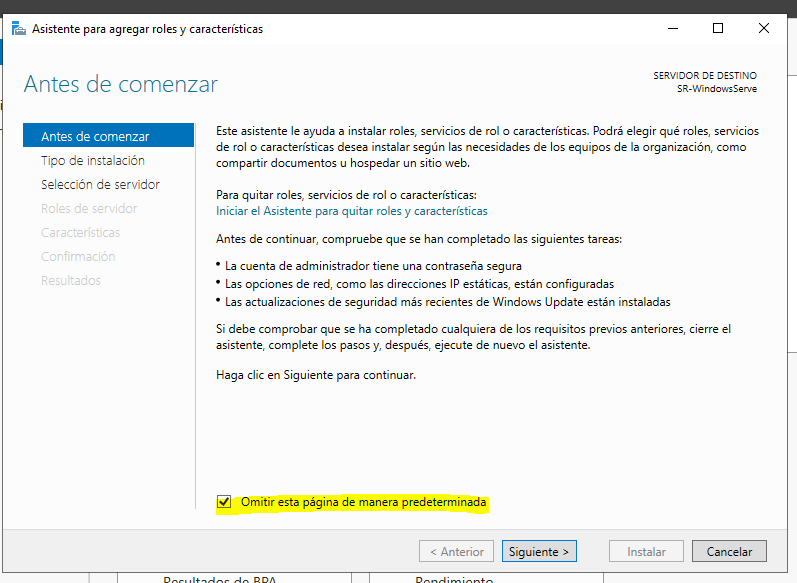 Asistente para agregar roles y características
Antes de comenzar
SERVIDOR DE DESTINO
SR-WindowsServe
Antes de comenzar
Tipo de instalación
Selección de servidor
Roles de servidor
Características
Confirmación
Resultados
Este asistente le ayuda a instalar roles, servicios de rol o características. Podrá elegir qué roles, servicios
de rol o características desea instalar según las necesidades de los equipos de la organización, como
compartir documentos u hospedar un sitio web.
Para quitar roles, servicios de rol o características:
Iniciar el Asistente para quitar roles y características
Antes de continuar, compruebe que se han completado las siguientes tareas:
• La cuenta de administrador tiene una contraseña segura
• Las opciones de red, como las direcciones IP estáticas, están configuradas
• Las actualizaciones de seguridad más recientes de Windows Update están instaladas
Si debe comprobar que se ha completado cualquiera de los requisitos previos anteriores, cierre el
asistente, complete los pasos y, después, ejecute de nuevo el asistente.
Haga clic en Siguiente para continuar.
Omitir esta página de manera predeterminada
< Anterior
Siguiente >
Instalar
Cancelar
Resultados de BPA
Rendimiento